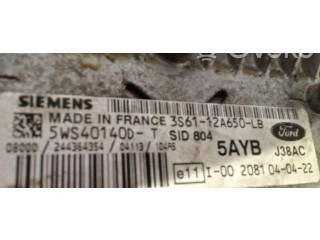 SIEMENS
MADE IN FRANCE 3S61-12A650-LB
5WS40140D-T SID 804
Ford
5AYB J38AC
08000 / 244364354 / 04113 /
e11 I-00 2081 04-04-22